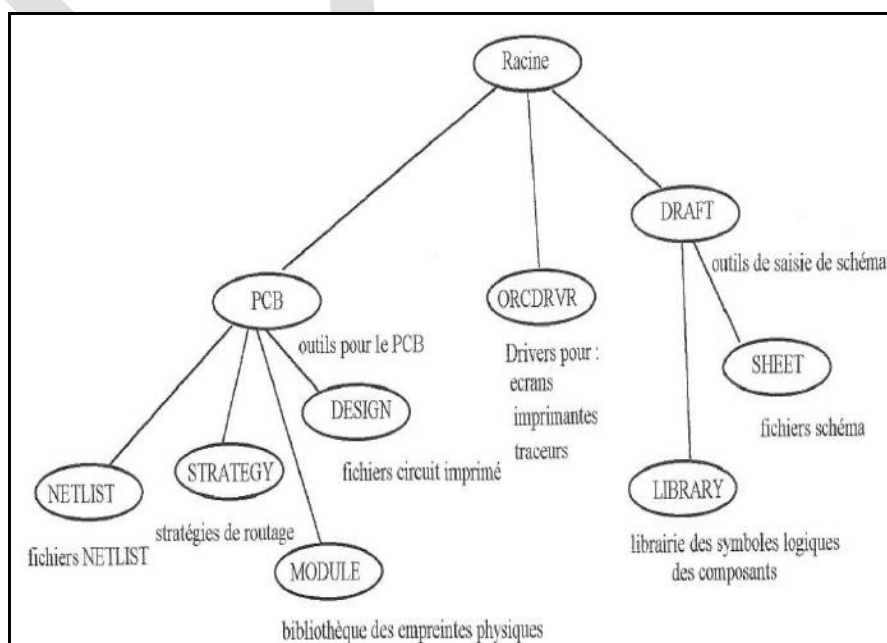 Racine
DRAFT
outils de saisie de schéma
PCB
outils pour le PCB
ORCDRVR
Drivers pour :
ecrans
imprimantes
traceurs
SHEET
fichiers schéma
DESIGN
fichiers circuit imprimé
NETLIST
fichiers NETLIST
STRATEGY
stratégies de routage
MODULE
bibliothèque des empreintes physiques
LIBRARY
librairie des symboles logiques
des composants